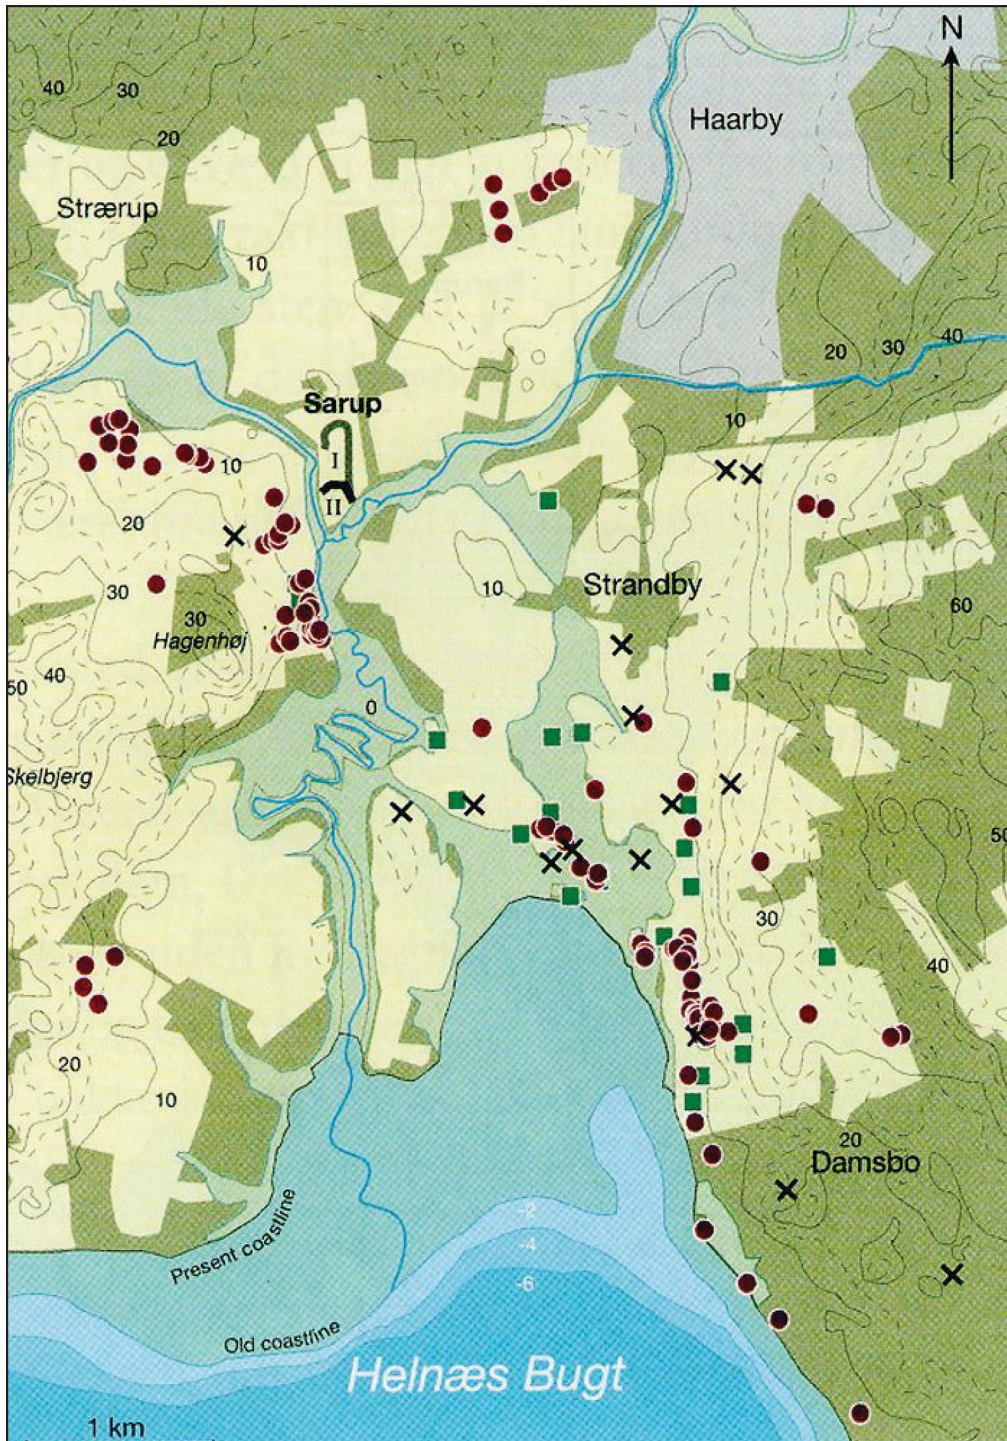 N
Haarby
40
30
20
Strærup
10
20
30
40
Sarup
I
II
10
10
20
30
30
Hagenhøj
10
Strandby
60
40
50
0
Skelbjerg
50
30
40
20
10
20
Damsbo
Present coastline
-2
-4
-6
Old coastline
Helnæs Bugt
1 km